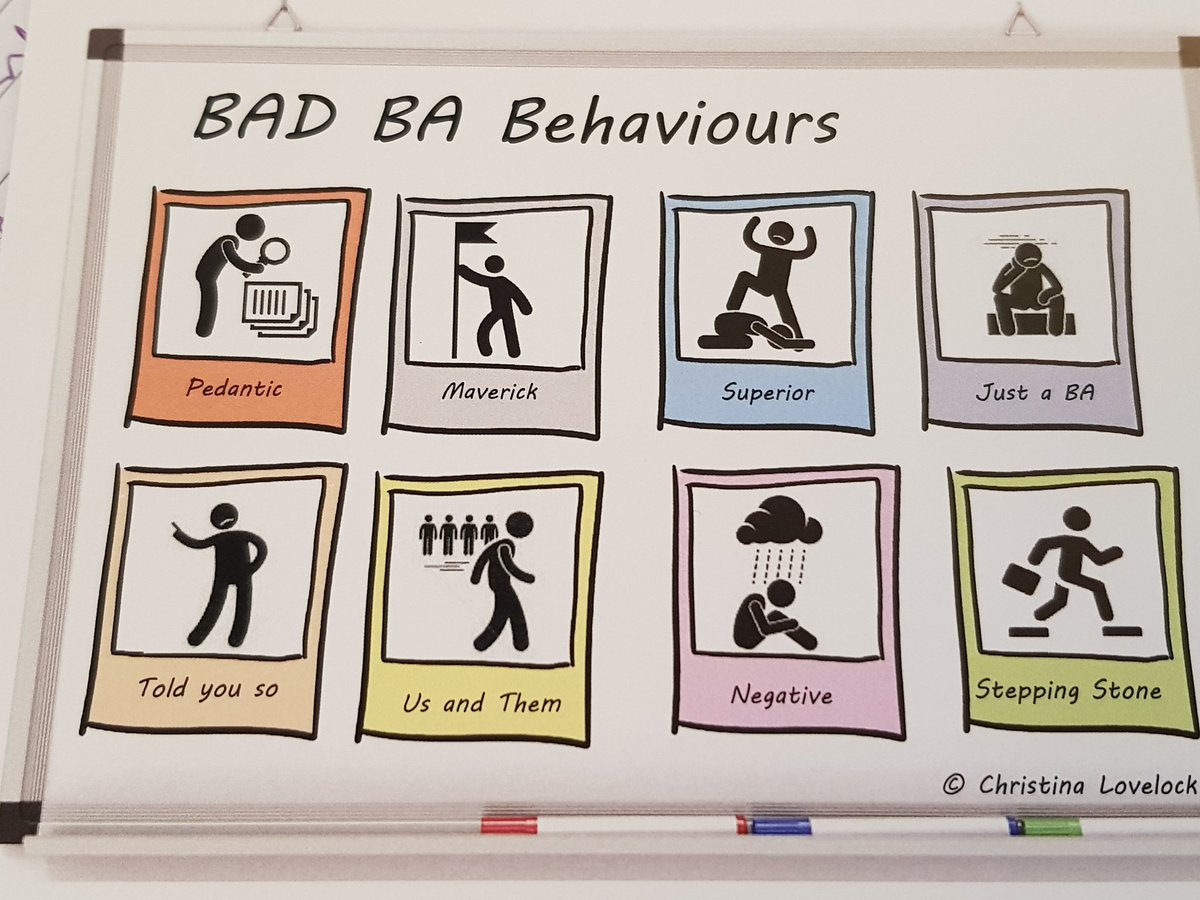 BAD BA Behaviours
Pedantic
Maverick
Superior
Just a BA
Told you so
Us and Them
Negative
Stepping Stone
© Christina Lovelock